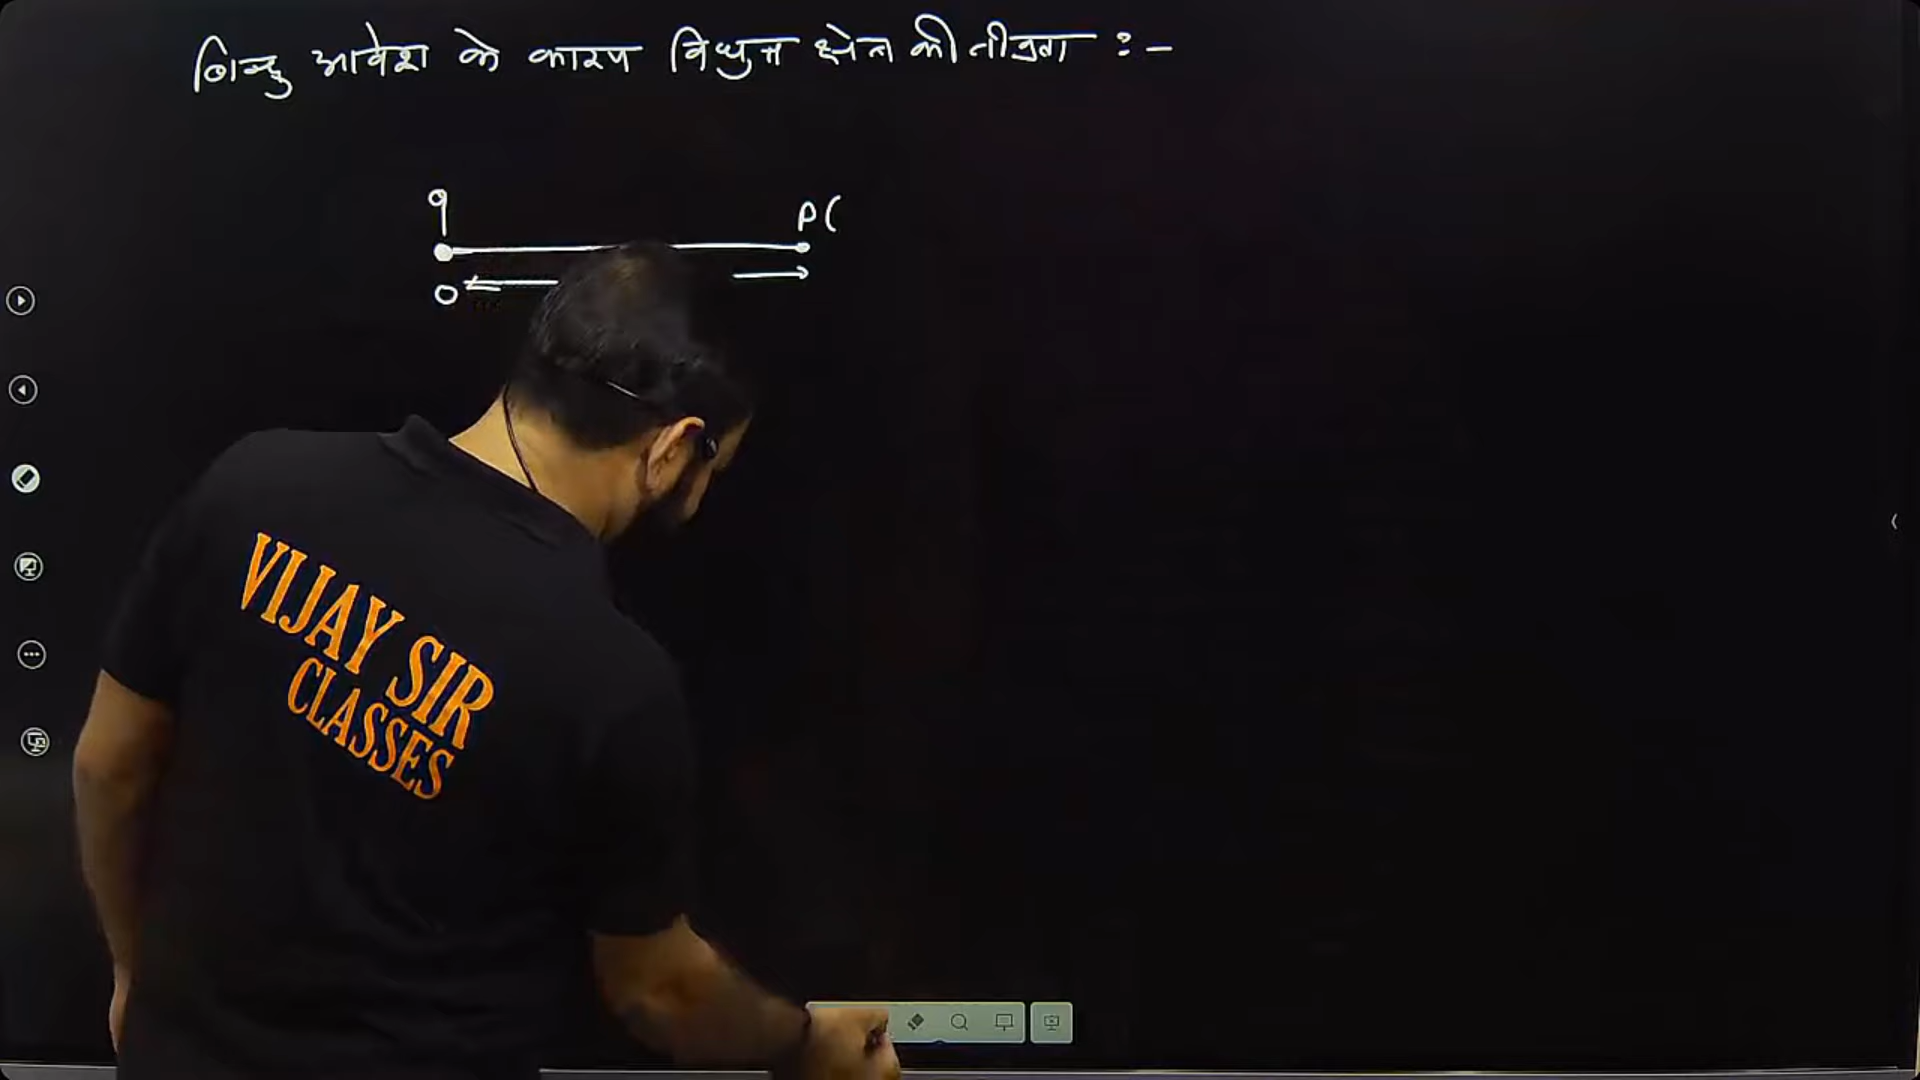 बिन्दु आवेश के कारण विधुत क्षेत्र की तीव्रता :-
q
P(
O
VIJAY SIR
CLASSES